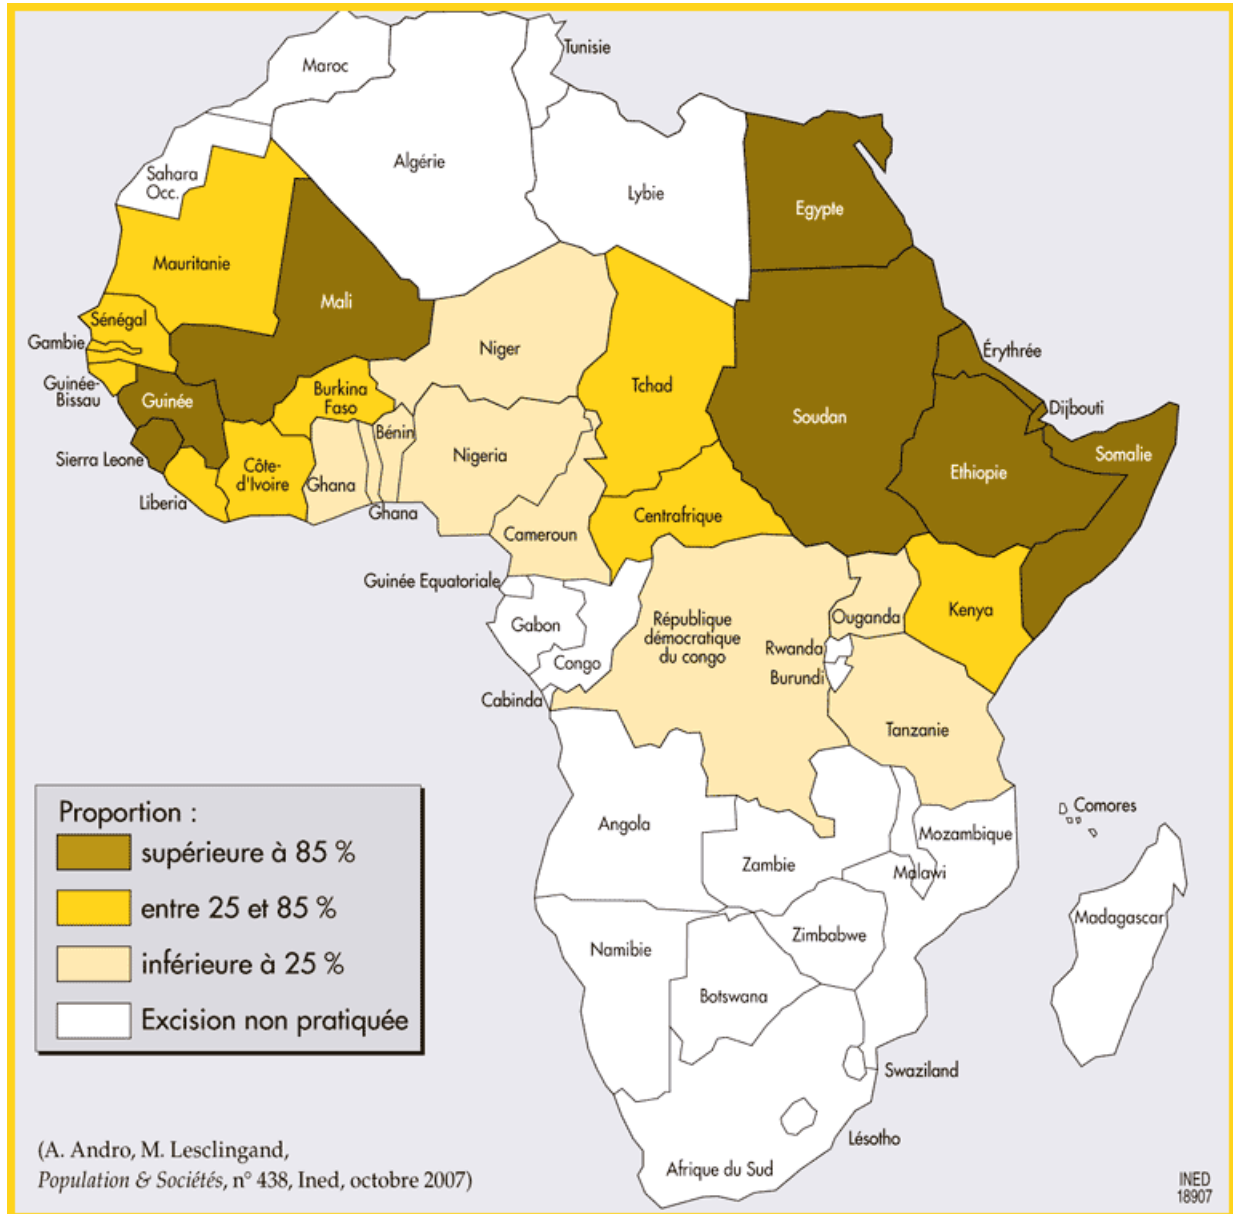 Tunisie
Maroc
Algérie
Sahara
Occ.
Lybie
Egypte
Mauritanie
Mali
Sénégal
Gambie
Niger
Érythrée
Guinée-
Bissau
Guinée
Burkina
Faso
Tchad
Soudan
Dijbouti
Bénin
Somalie
Sierra Leone
Côte-
d'Ivoire
Ghana
Nigeria
Ethiopie
Liberia
Ghana
Centrafrique
Cameroun
Guinée Equatoriale
Gabon
République
démocratique
du congo
Ouganda
Kenya
Congo
Rwanda
Burundi
Cabinda
Tanzanie
Proportion :
supérieure à 85 %
entre 25 et 85 %
inférieure à 25 %
Excision non pratiquée
Angola
Zambie
Comores
Mozambique
Malawi
Madagascar
Zimbabwe
Namibie
Botswana
Swaziland
Lésotho
Afrique du Sud
(A. Andro, M. Lesclingand,
Population & Sociétés, n° 438, Ined, octobre 2007)
INED
18907